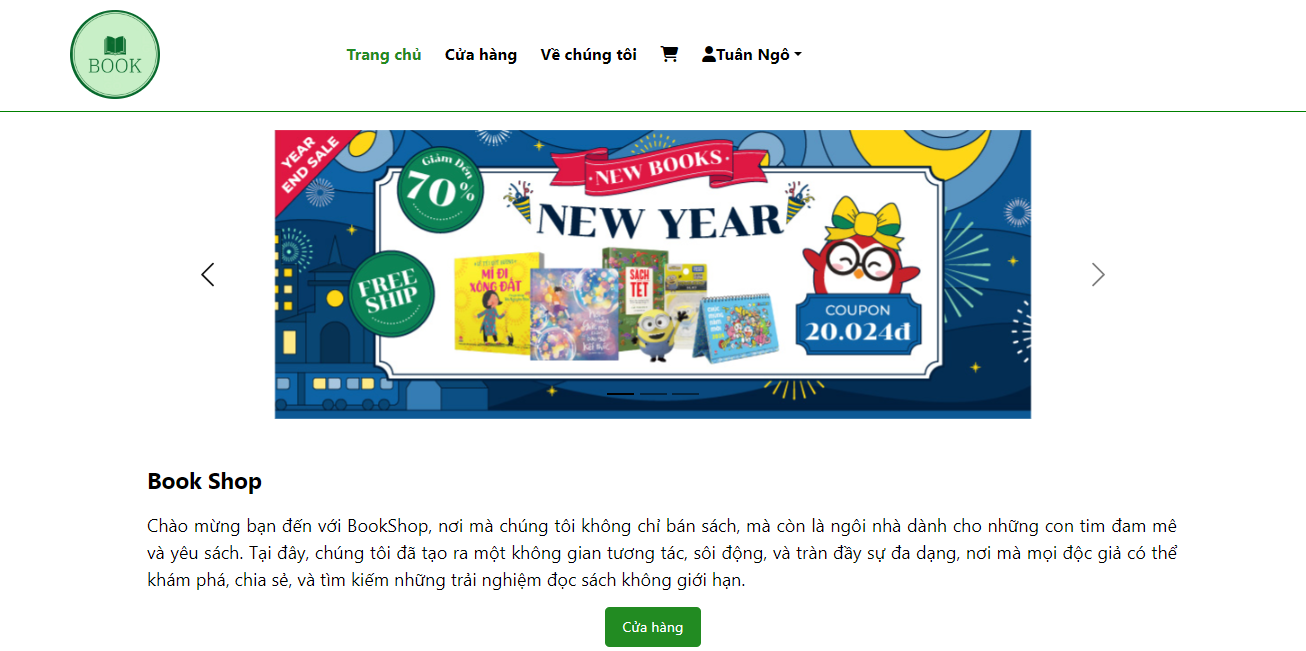 BOOK
Trang chủ
Cửa hàng
Về chúng tôi
Tuân Ngô
YEAR
END SALE
Giảm Đến
70%
NEW BOOKS
NEW YEAR
FREE
SHIP
MÍ ĐI
XÔNG ĐẤT
SÁCH
TẾT
COUPON
20.024đ
Book Shop
Chào mừng bạn đến với BookShop, nơi mà chúng tôi không chỉ bán sách, mà còn là ngôi nhà dành cho những con tim đam mê
và yêu sách. Tại đây, chúng tôi đã tạo ra một không gian tương tác, sôi động, và tràn đầy sự đa dạng, nơi mà mọi độc giả có thể
khám phá, chia sẻ, và tìm kiếm những trải nghiệm đọc sách không giới hạn.
Cửa hàng